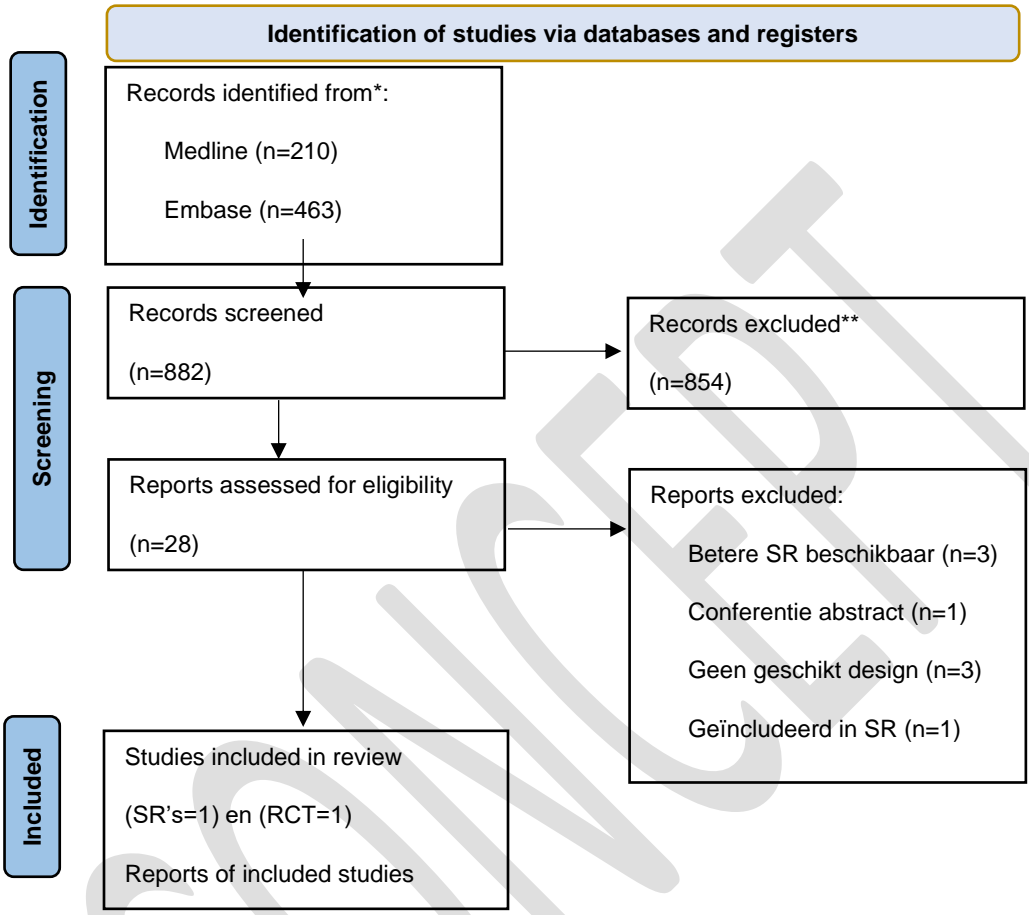 Identification of studies via databases and registers
Identification
Records identified from*:
Medline (n=210)
Embase (n=463)
Screening
Records screened
(n=882)
Records excluded**
(n=854)
Reports assessed for eligibility
(n=28)
Reports excluded:
Betere SR beschikbaar (n=3)
Conferentie abstract (n=1)
Geen geschikt design (n=3)
Geïncludeerd in SR (n=1)
Included
Studies included in review
(SR's=1) en (RCT=1)
Reports of included studies
CONCEPT